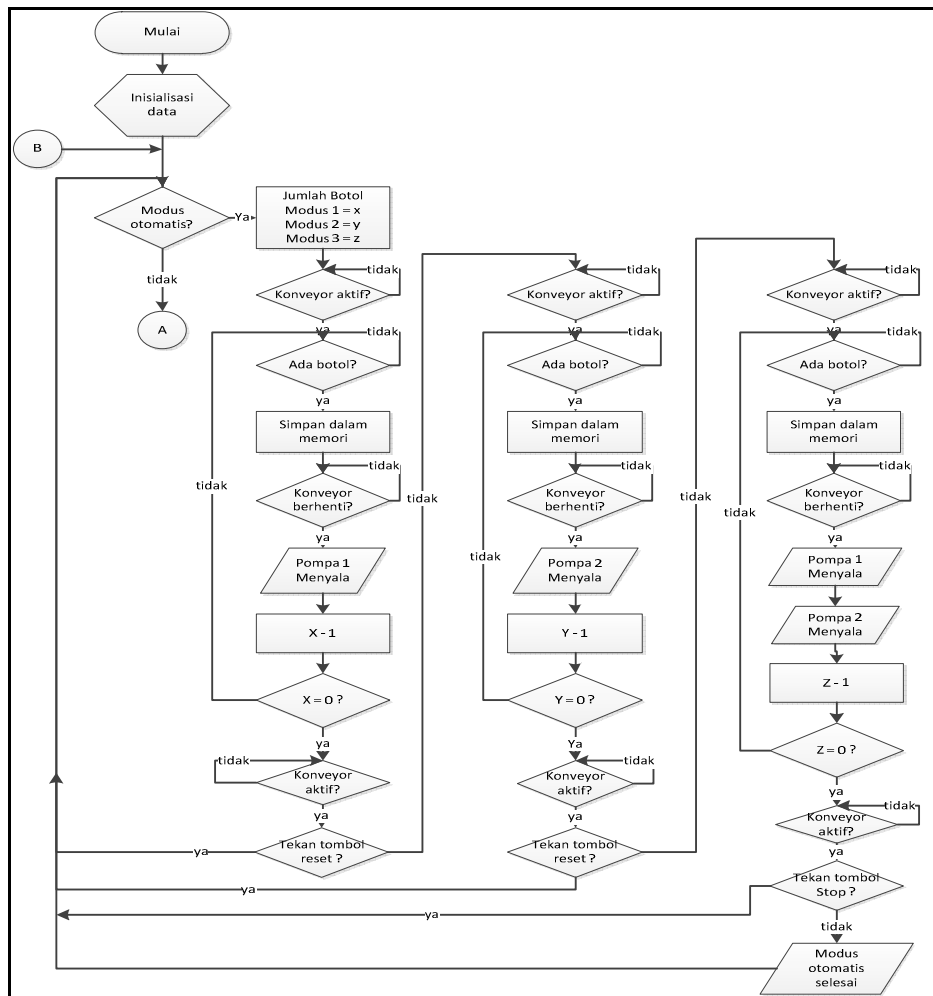 Mulai
Inisialisasi
data
B
Modus
otomatis?
Ya
tidak
A
Jumlah Botol
Modus 1 = x
Modus 2 = y
Modus 3 = z
tidak
Konveyor aktif?
ya
tidak
Ada botol?
ya
Simpan dalam
memori
tidak
Konveyor
berhenti?
tidak
ya
Pompa 1
Menyala
X - 1
X = 0 ?
ya
tidak
Konveyor
aktif?
ya
Tekan tombol
reset ?
ya
tidak
tidak
Konveyor aktif?
ya
tidak
Ada botol?
ya
Simpan dalam
memori
tidak
Konveyor
berhenti?
tidak
ya
Pompa 2
Menyala
Y - 1
Y = 0 ?
Ya
tidak
Konveyor
aktif?
ya
Tekan tombol
reset ?
ya
tidak
tidak
Konveyor aktif?
ya
tidak
Ada botol?
ya
Simpan dalam
memori
tidak
Konveyor
berhenti?
tidak
ya
Pompa 1
Menyala
Pompa 2
Menyala
Z - 1
Z = 0 ?
ya
tidak
Konveyor
aktif?
ya
Tekan tombol
Stop ?
ya
tidak
Modus
otomatis
selesai